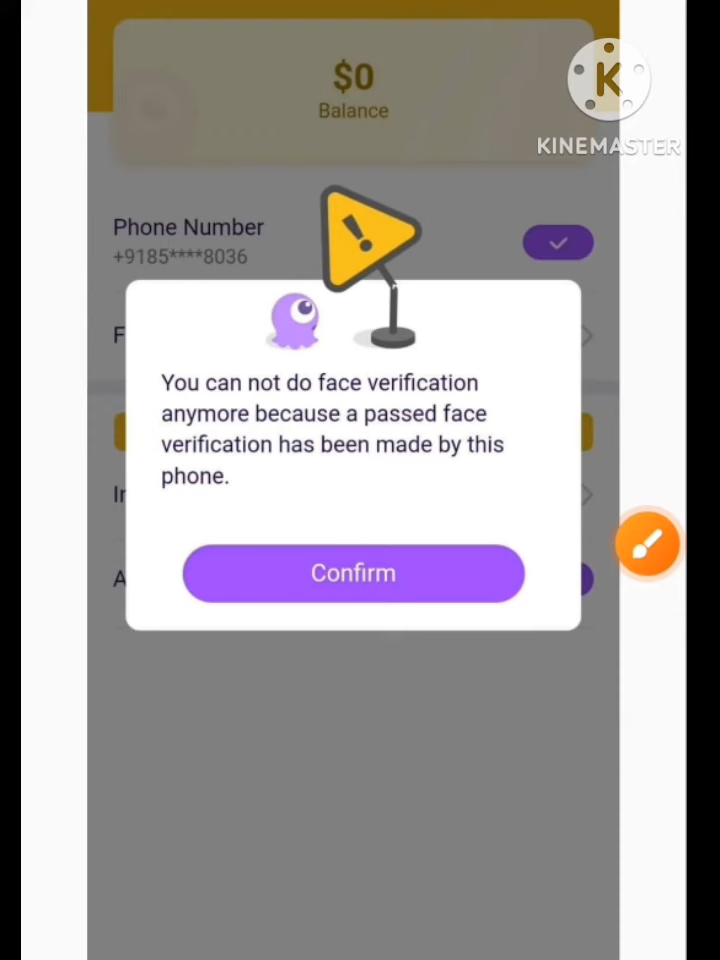 $0
Balance
KINEMASTER
Phone Number
+9185****8036
F
You can not do face verification
anymore because a passed face
verification has been made by this
phone.
In
Confirm
A